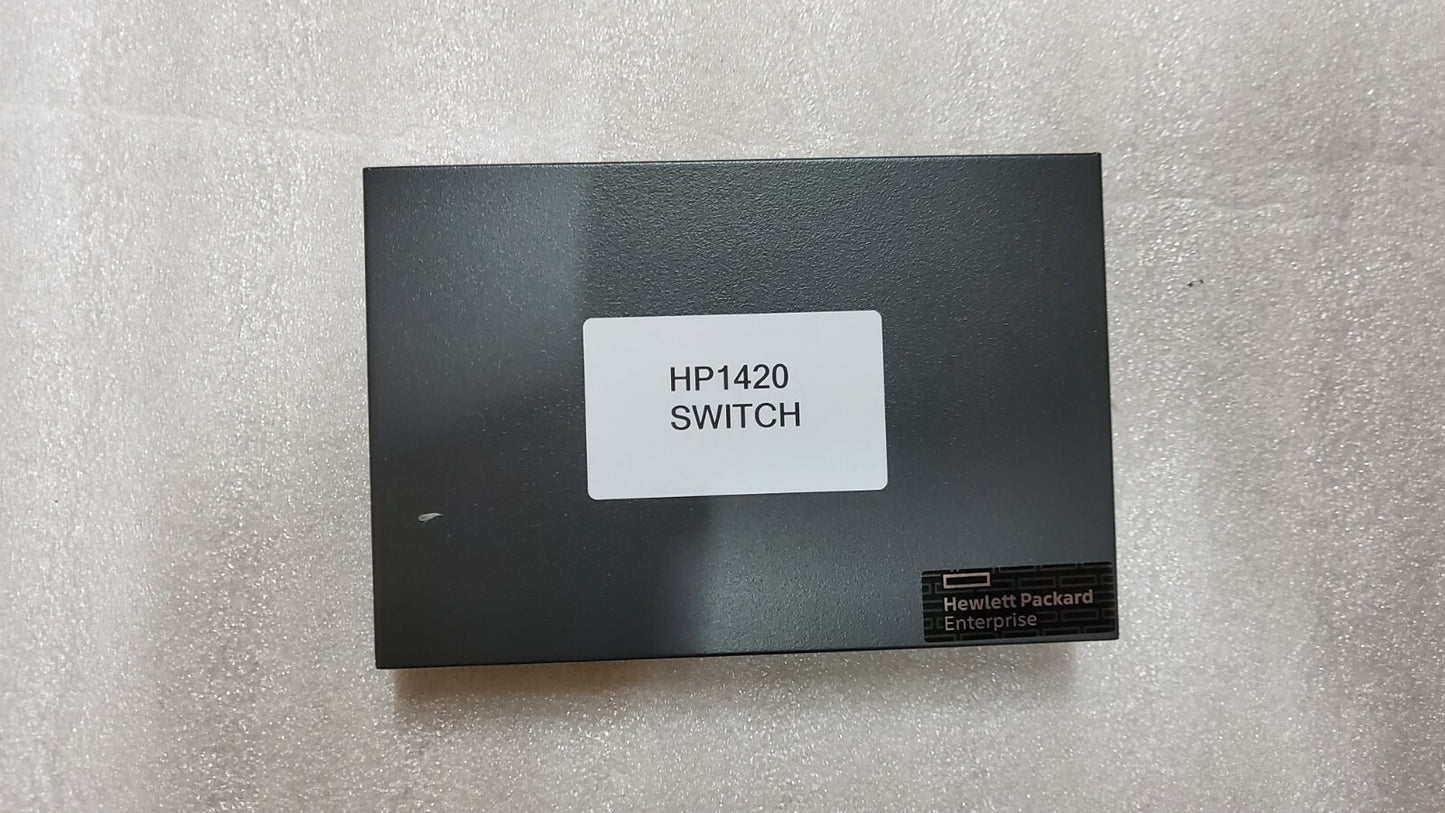 HP1420
SWITCH
Hewlett Packard
Enterprise